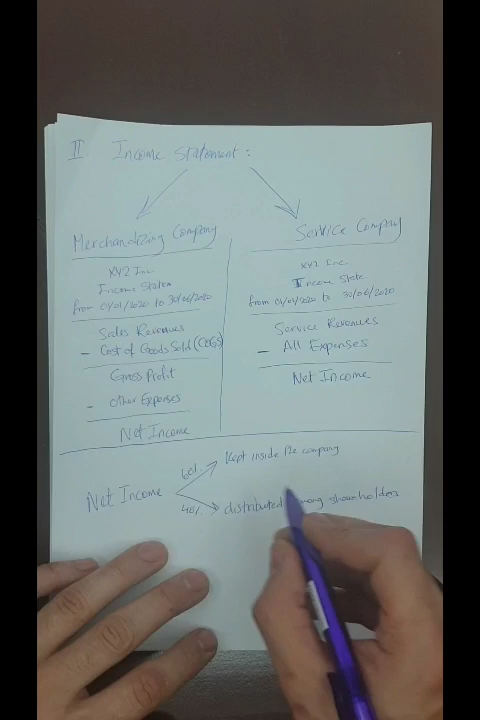 II Income Statement :
Merchandizing Company
XYZ Inc.
Income Statem
from 01/01/2020 to 30/06/2020
Sales Revenues
- Cost of Goods Sold (COGS)
Gross Profit
- Other Expenses
Net Income
Service Company
XYZ Inc.
Income State
from 01/01/2020 to 30/06/2020
Service Revenues
- All Expenses
Net Income
Net Income
60% Kept inside the company
40% distributed among shareholders